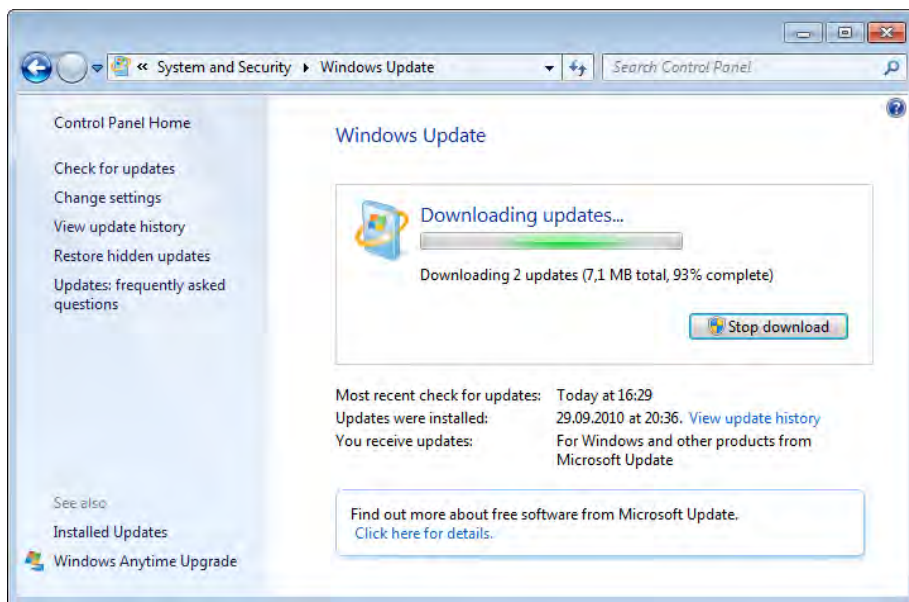 « System and Security ▸ Windows Update
Search Control Panel
Control Panel Home
Check for updates
Change settings
View update history
Restore hidden updates
Updates: frequently asked
questions
See also
Installed Updates
Windows Anytime Upgrade
Windows Update
Downloading updates...
Downloading 2 updates (7,1 MB total, 93% complete)
Stop download
Most recent check for updates: Today at 16:29
Updates were installed: 29.09.2010 at 20:36. View update history
You receive updates: For Windows and other products from
Microsoft Update
Find out more about free software from Microsoft Update.
Click here for details.